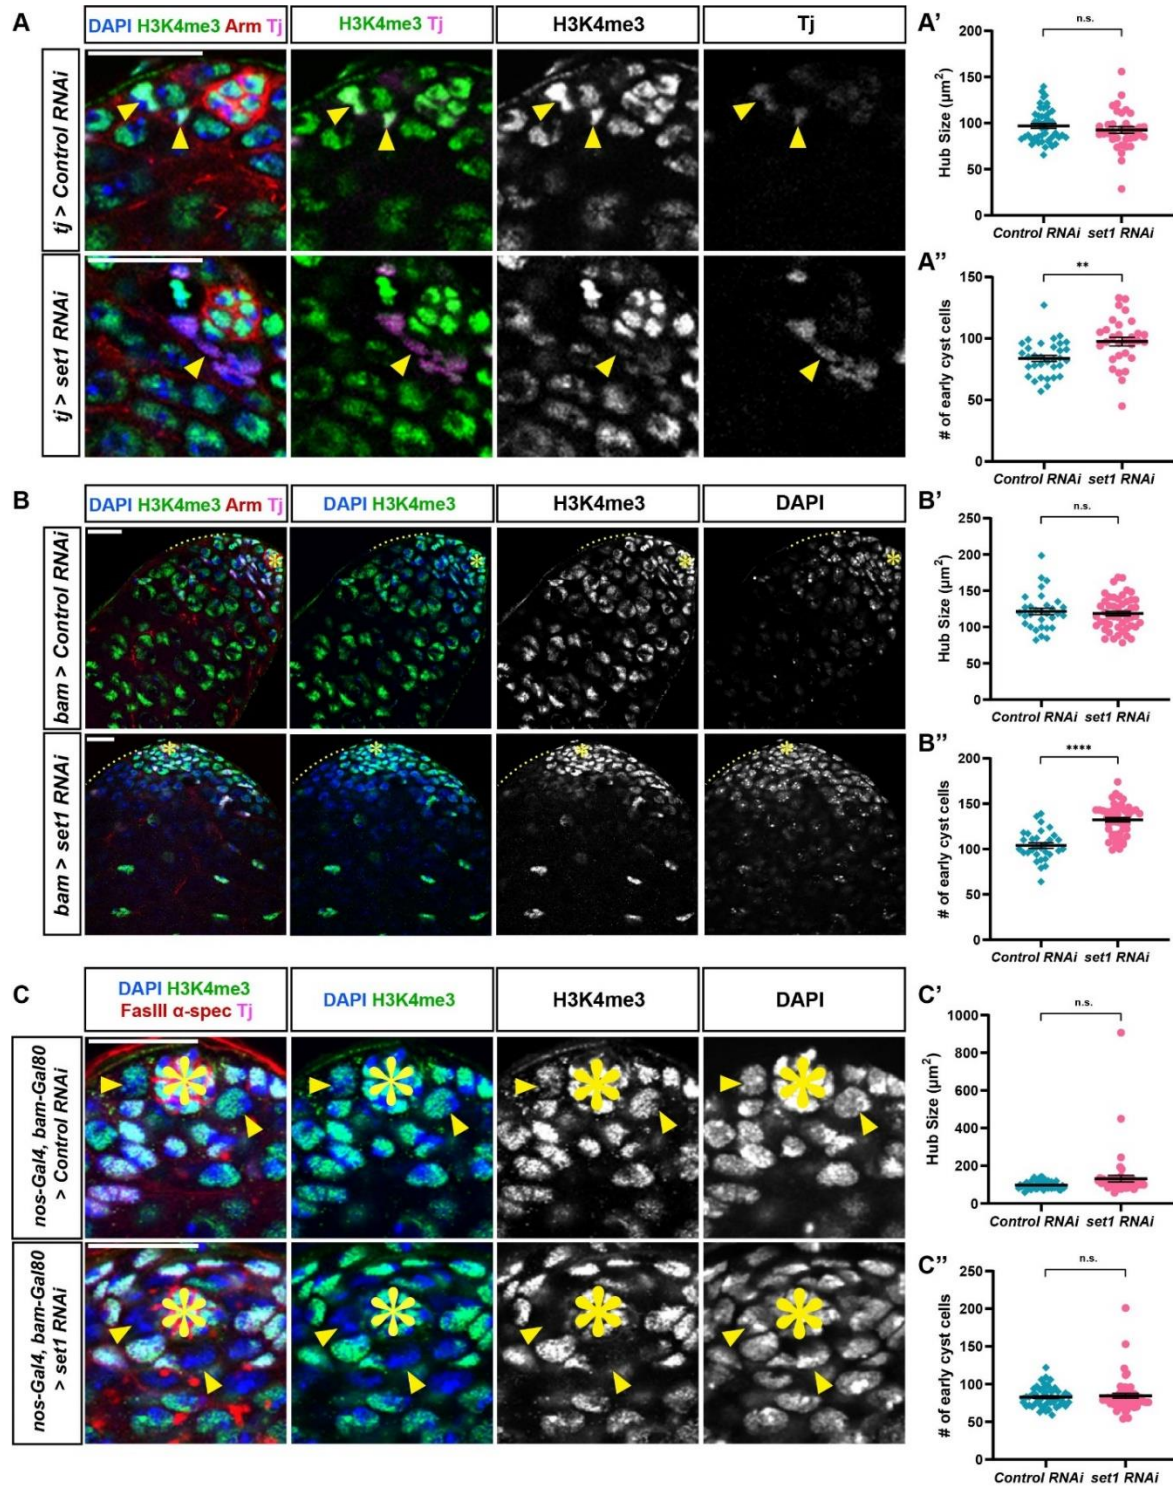 A
DAPI H3K4me3 Arm Tj
H3K4me3 Tj
H3K4me3
Tj
tj > Control RNAi
tj > set1 RNAi
A’
n.s.
200
150
100
50
0
Hub Size (µm²)
Control RNAi set1 RNAi
A”
**
150
100
50
0
# of early cyst cells
Control RNAi set1 RNAi
B
DAPI H3K4me3 Arm Tj
DAPI H3K4me3
H3K4me3
DAPI
bam > Control RNAi
bam > set1 RNAi
B’
n.s.
250
200
150
100
50
0
Hub Size (µm²)
Control RNAi set1 RNAi
B”
****
200
150
100
50
0
# of early cyst cells
Control RNAi set1 RNAi
C
DAPI H3K4me3
FasIII α-spec Tj
DAPI H3K4me3
H3K4me3
DAPI
nos-Gal4, bam-Gal80
> Control RNAi
nos-Gal4, bam-Gal80
> set1 RNAi
C’
n.s.
1000
800
600
400
200
0
Hub Size (µm²)
Control RNAi set1 RNAi
C”
n.s.
250
200
150
100
50
0
# of early cyst cells
Control RNAi set1 RNAi